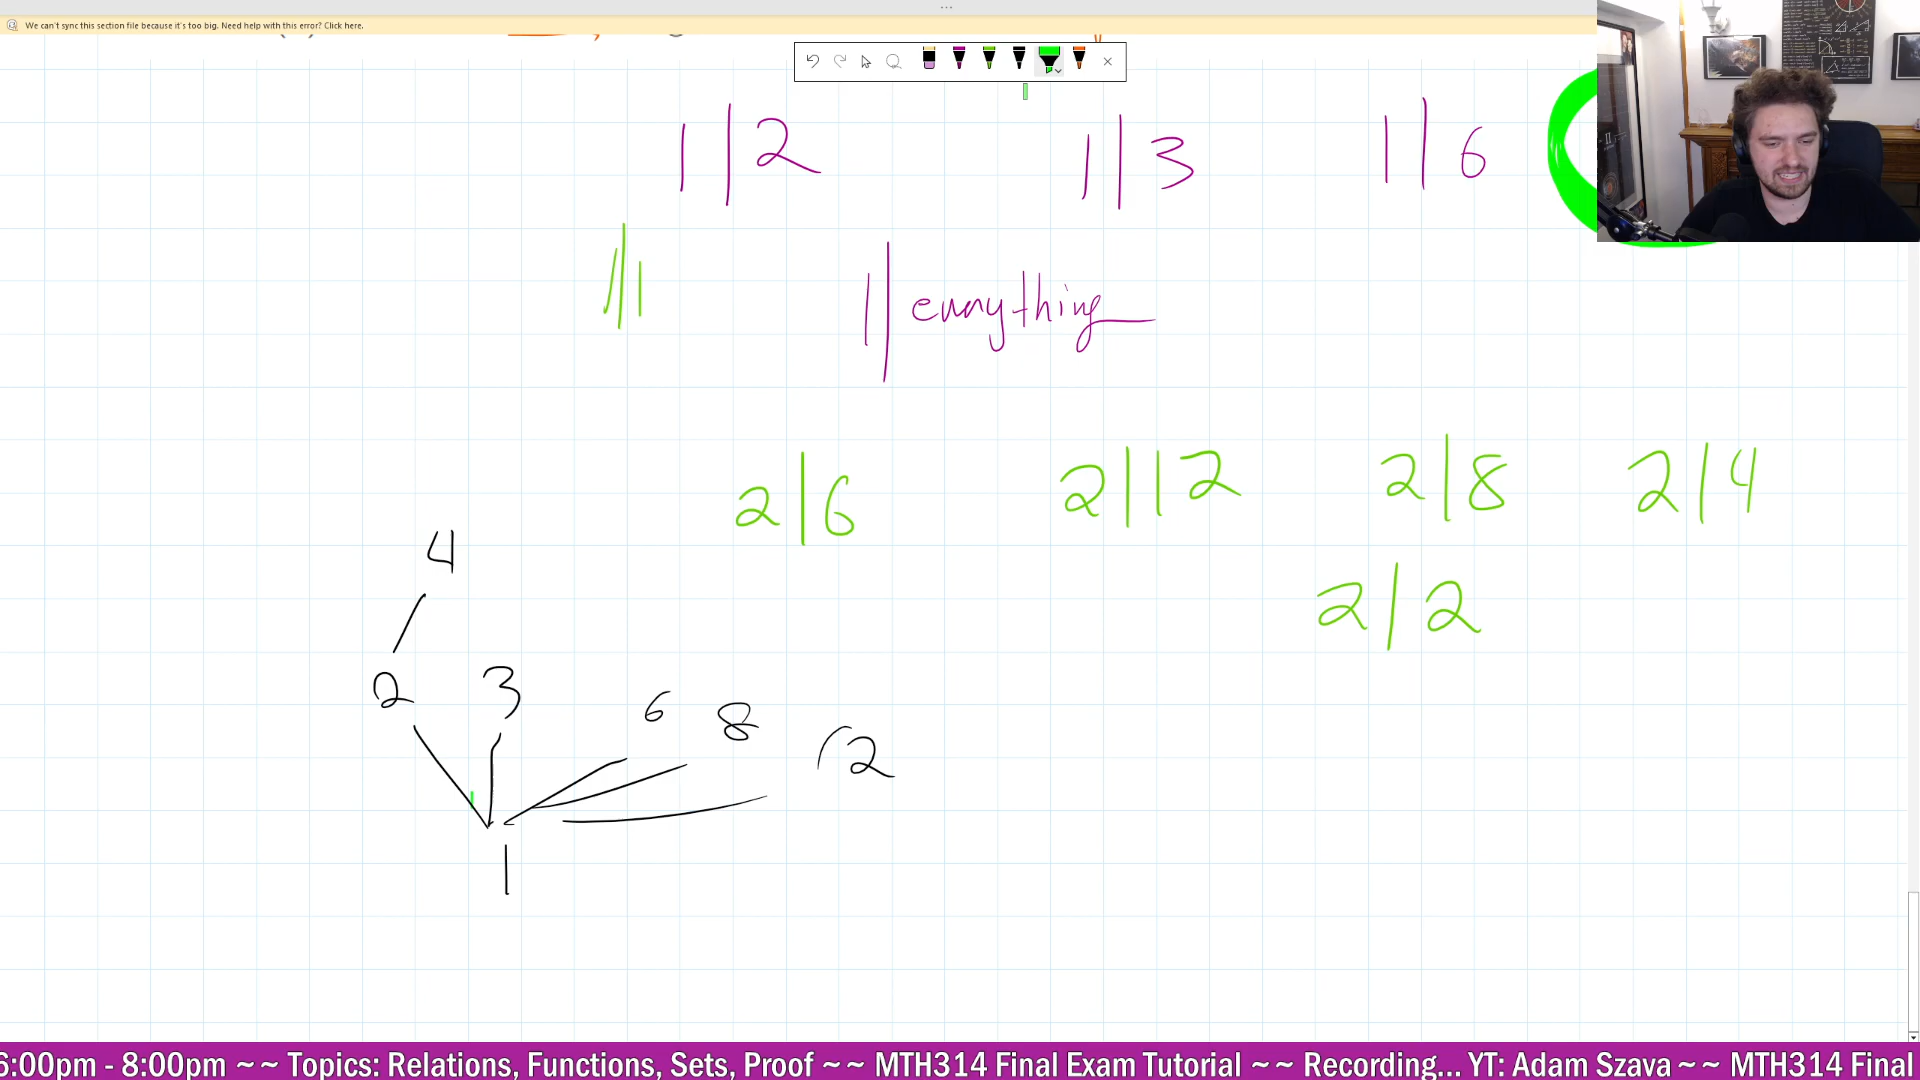 We can't sync this section file because it's too big. Need help with this error? Click here.
1|2 1|3 1|6
1|1 1|everything
2|6 2|12 2|8 2|4
2|2
4
2 3 6 8 12
1
6:00pm - 8:00pm ~~ Topics: Relations, Functions, Sets, Proof ~~ MTH314 Final Exam Tutorial ~~ Recording... YT: Adam Szava ~~ MTH314 Final